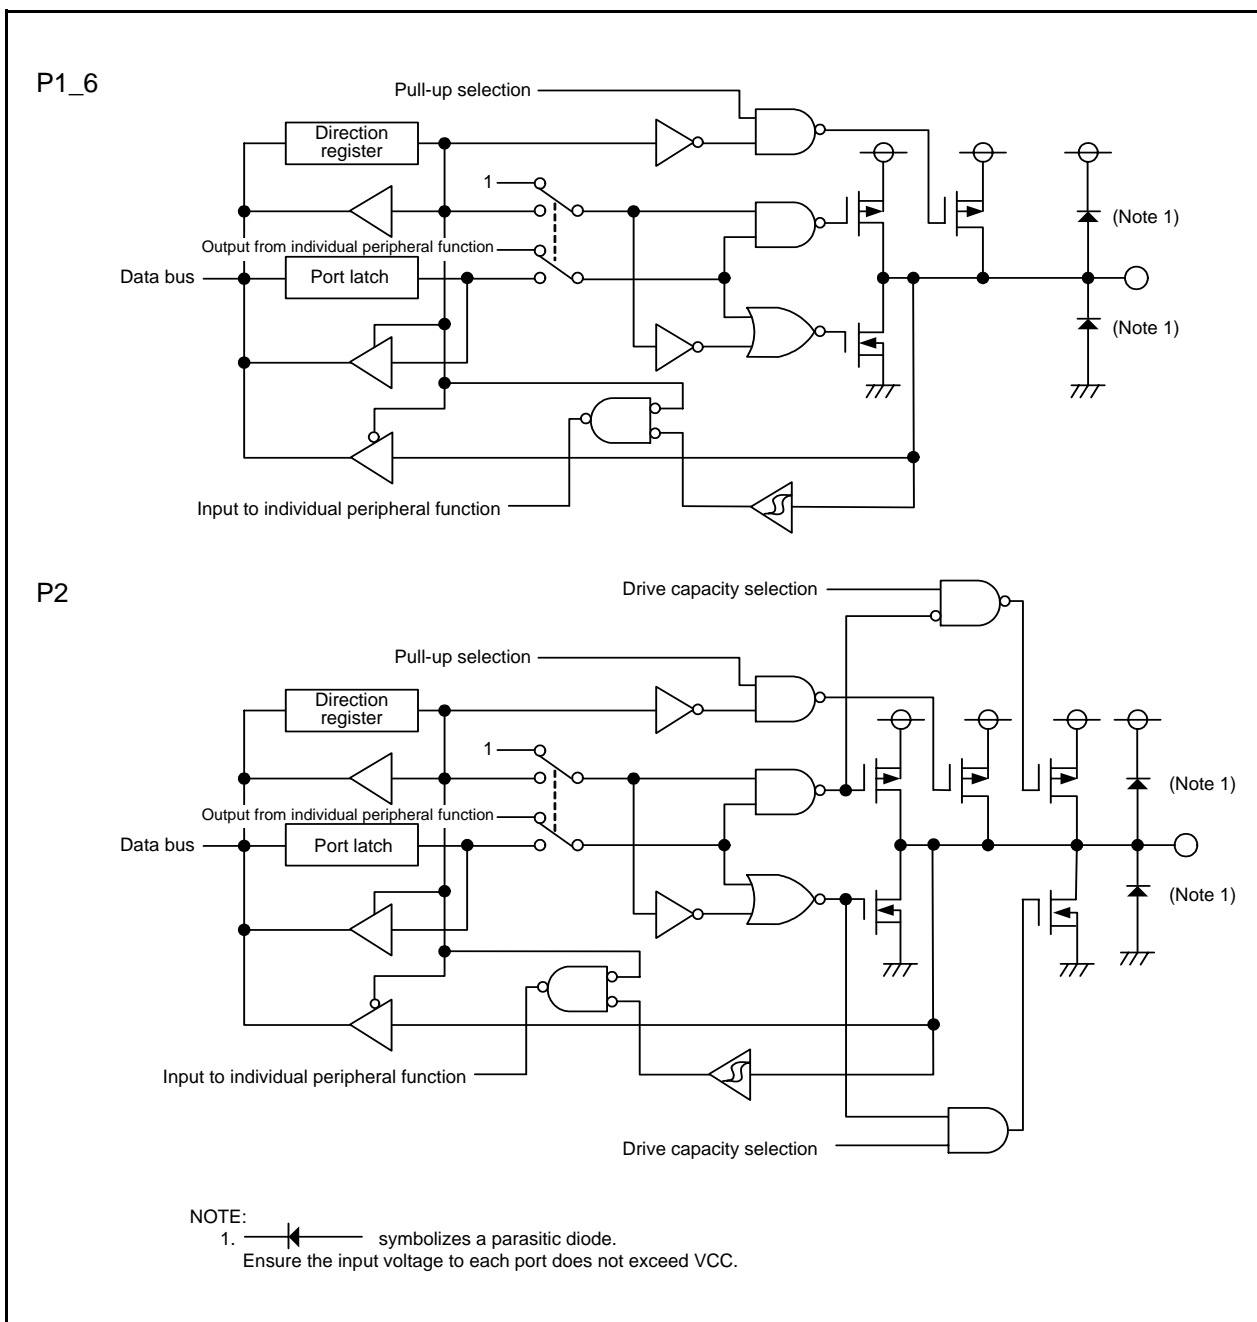 P1_6
Pull-up selection
Direction
register
1
Output from individual peripheral function
Data bus
Port latch
(Note 1)
(Note 1)
Input to individual peripheral function
P2
Drive capacity selection
Pull-up selection
Direction
register
1
Output from individual peripheral function
Data bus
Port latch
(Note 1)
(Note 1)
Input to individual peripheral function
Drive capacity selection
NOTE:
1. symbolizes a parasitic diode.
Ensure the input voltage to each port does not exceed VCC.